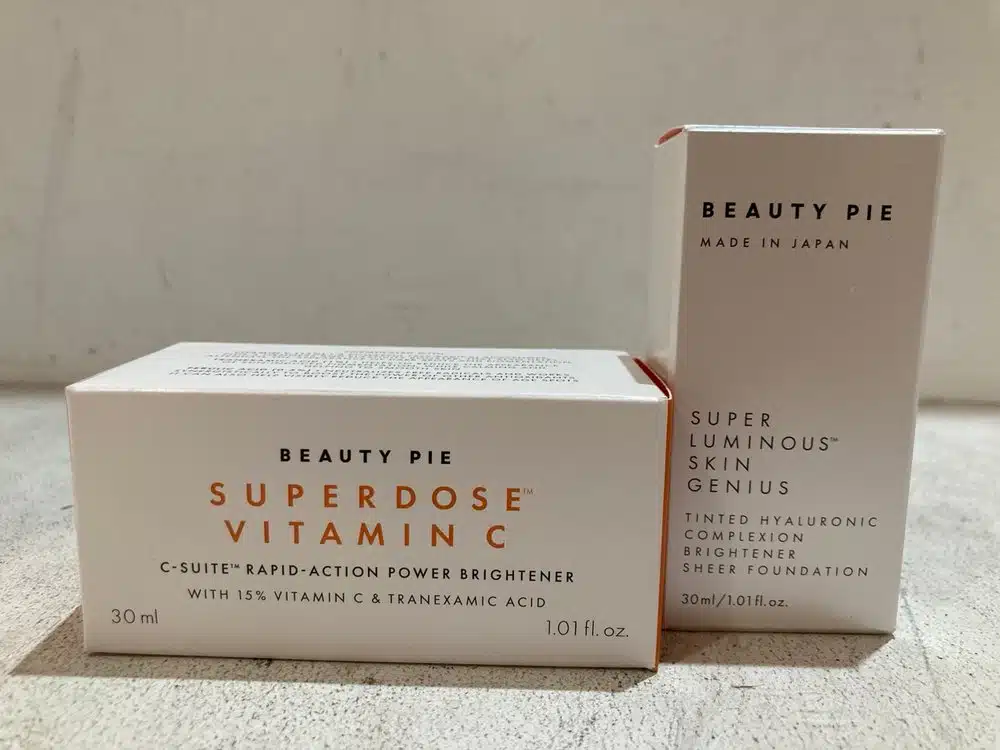 BEAUTY PIE
SUPERDOSE™
VITAMIN C
C-SUITE™ RAPID-ACTION POWER BRIGHTENER
WITH 15% VITAMIN C & TRANEXAMIC ACID
30 ml
1.01 fl. oz.
BEAUTY PIE
MADE IN JAPAN
SUPER
LUMINOUS™
SKIN
GENIUS
TINTED HYALURONIC
COMPLEXION
BRIGHTENER
SHEER FOUNDATION
30ml/1.01fl.oz.